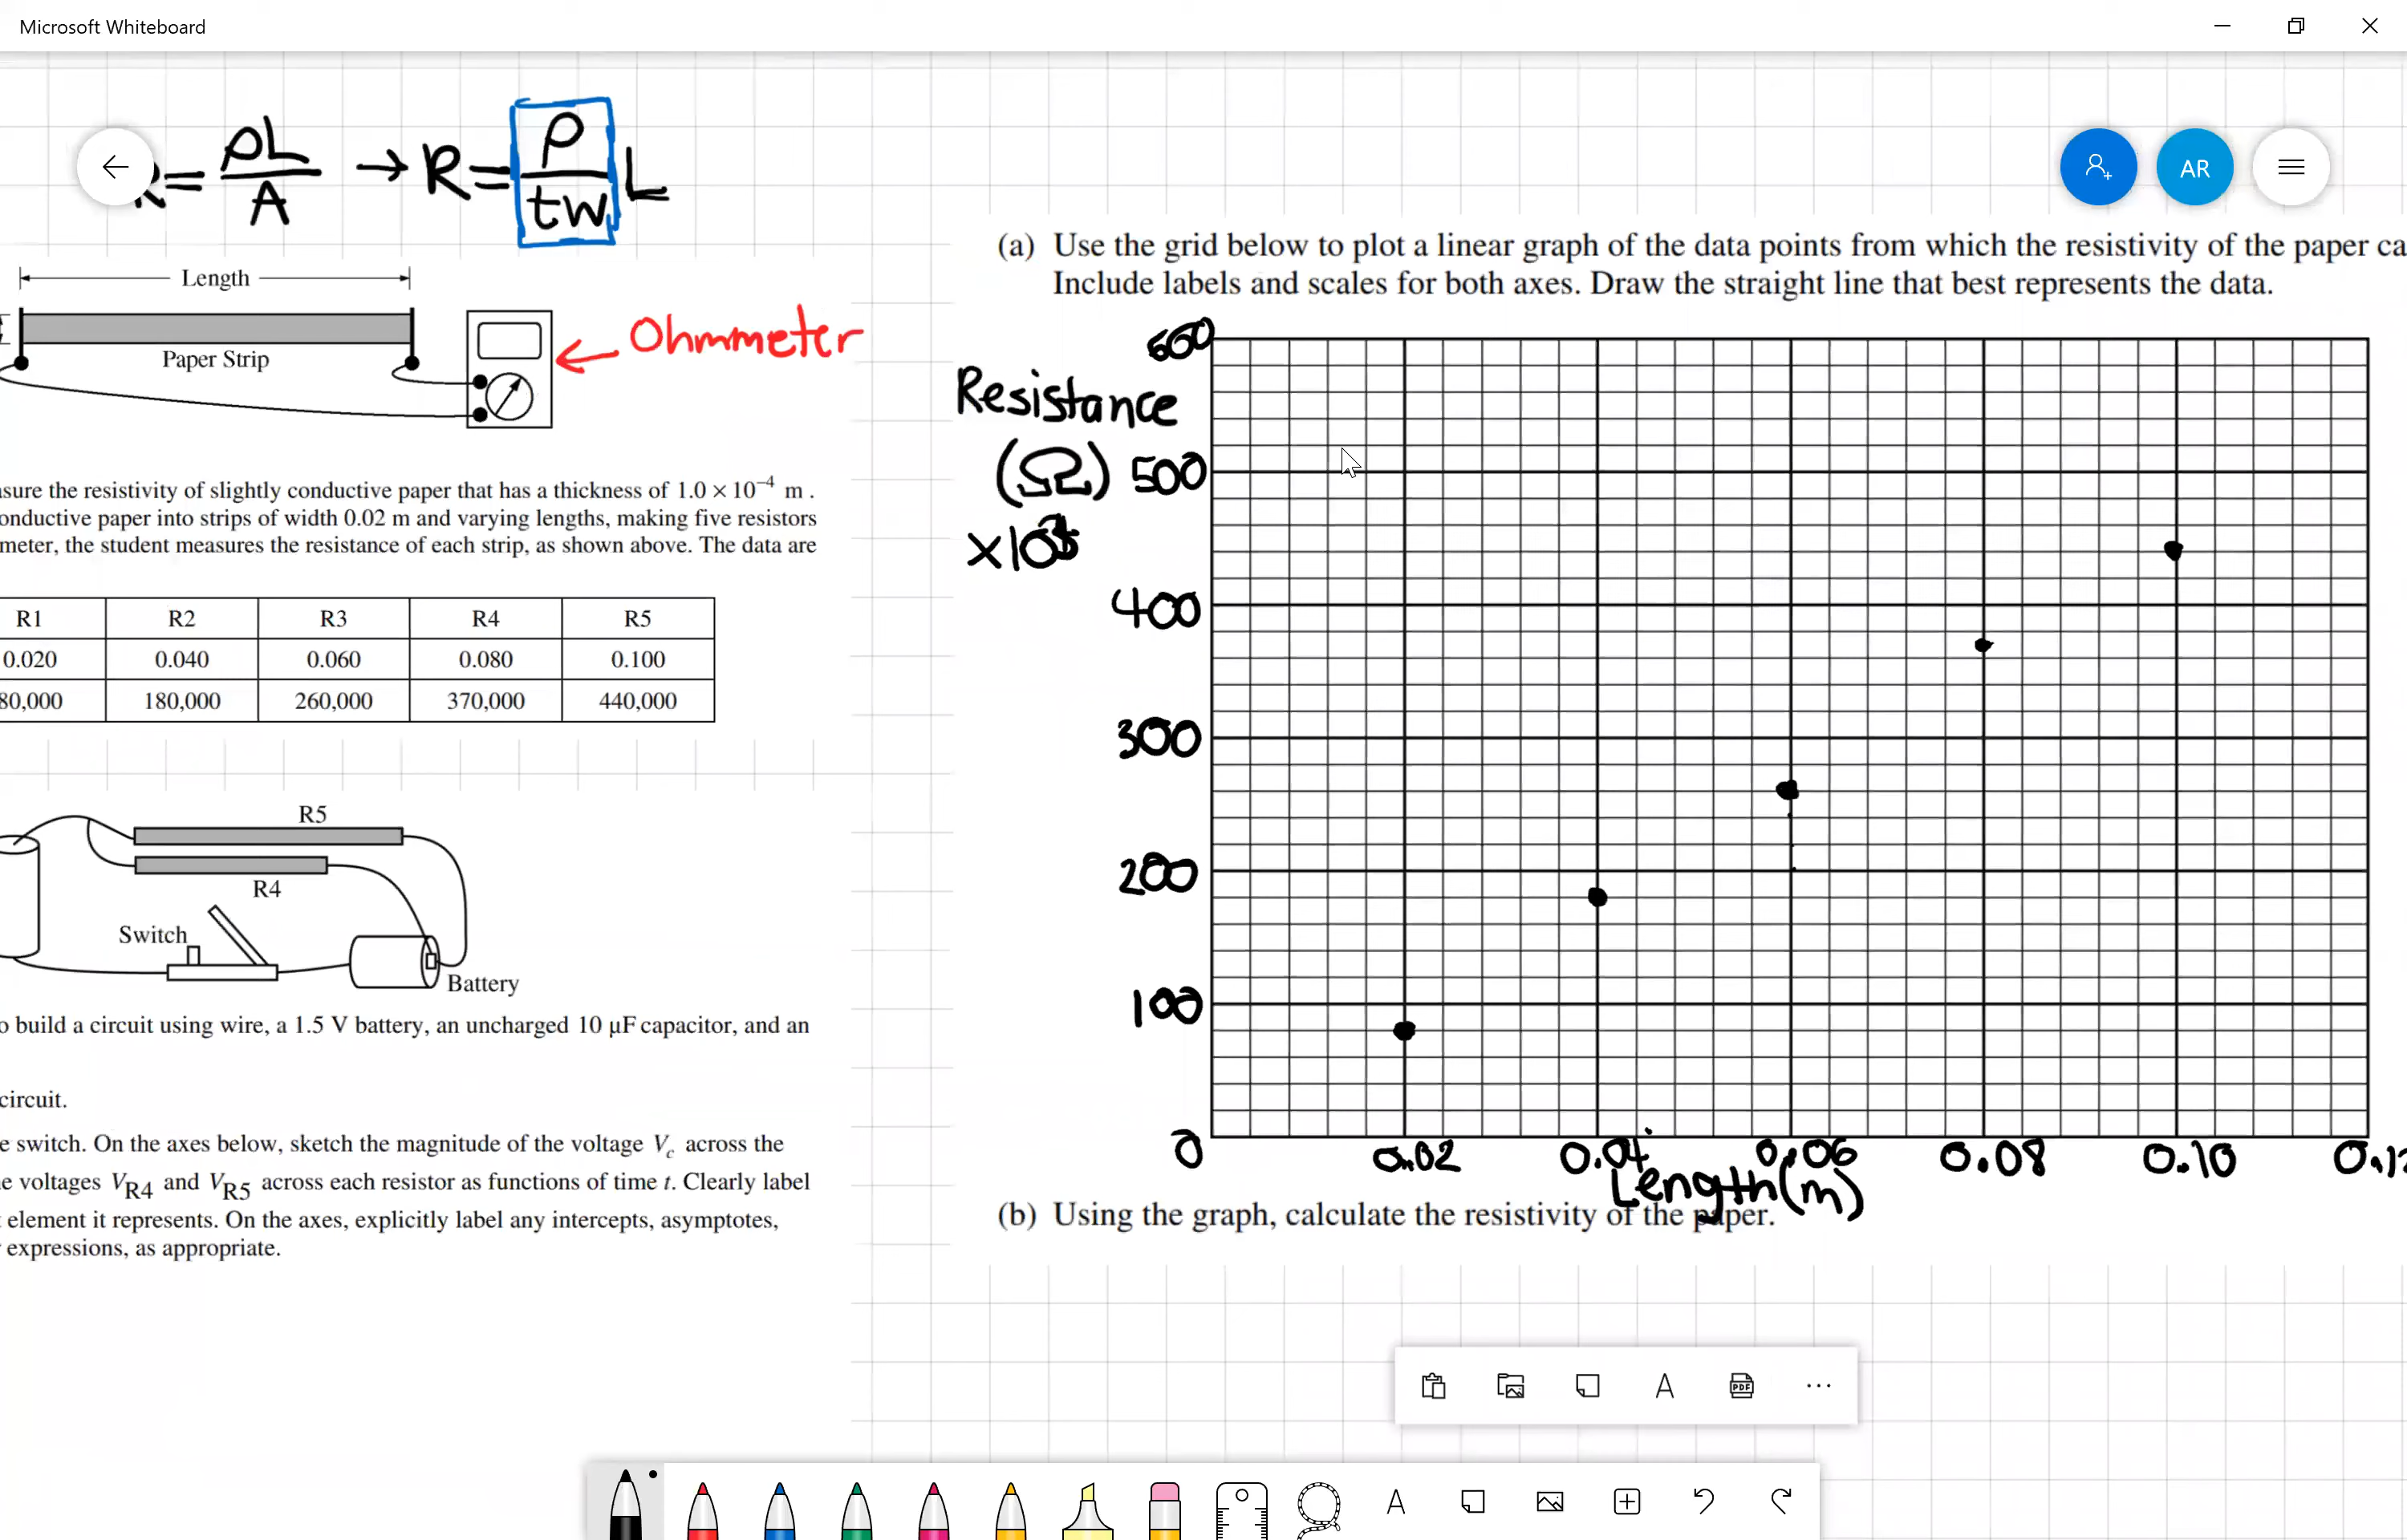 Microsoft Whiteboard
= ρL/A → R = ρ/tw L
AR
Length
Paper Strip
Ohmmeter
sure the resistivity of slightly conductive paper that has a thickness of 1.0 × 10⁻⁴ m .
onductive paper into strips of width 0.02 m and varying lengths, making five resistors
meter, the student measures the resistance of each strip, as shown above. The data are
R1 R2 R3 R4 R5
0.020 0.040 0.060 0.080 0.100
80,000 180,000 260,000 370,000 440,000
R5
R4
Switch
Battery
o build a circuit using wire, a 1.5 V battery, an uncharged 10 μF capacitor, and an
circuit.
e switch. On the axes below, sketch the magnitude of the voltage Vc across the
e voltages VR4 and VR5 across each resistor as functions of time t. Clearly label
element it represents. On the axes, explicitly label any intercepts, asymptotes,
expressions, as appropriate.
(a) Use the grid below to plot a linear graph of the data points from which the resistivity of the paper ca
Include labels and scales for both axes. Draw the straight line that best represents the data.
Resistance
(Ω) 500
400
300
200
100
0 0.02 0.04 0.06 0.08 0.10
Length(m)
(b) Using the graph, calculate the resistivity of the paper.
PDF